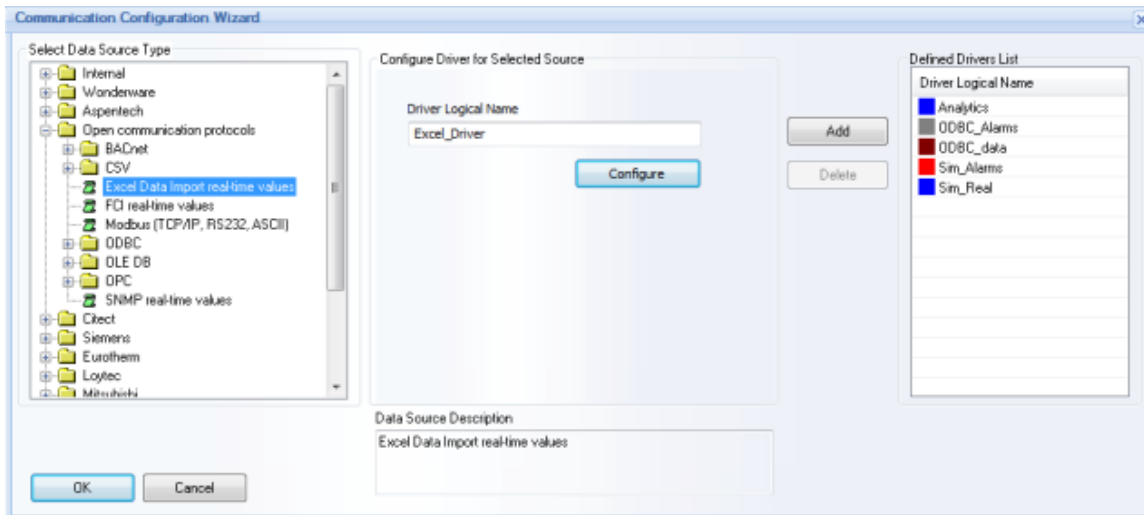 Communication Configuration Wizard
Select Data Source Type
Internal
Wonderware
Aspentech
Open communication protocols
BACnet
CSV
Excel Data Import real-time values
FCI real-time values
Modbus (TCP/IP, RS232, ASCII)
ODBC
OLE DB
OPC
SNMP real-time values
Citect
Siemens
Eurotherm
Loytec
Mitsubishi
Configure Driver for Selected Source
Driver Logical Name
Excel_Driver
Configure
Add
Delete
Data Source Description
Excel Data Import real-time values
Defined Drivers List
Driver Logical Name
Analytics
ODBC_Alarms
ODBC_data
Sim_Alarms
Sim_Real
OK
Cancel